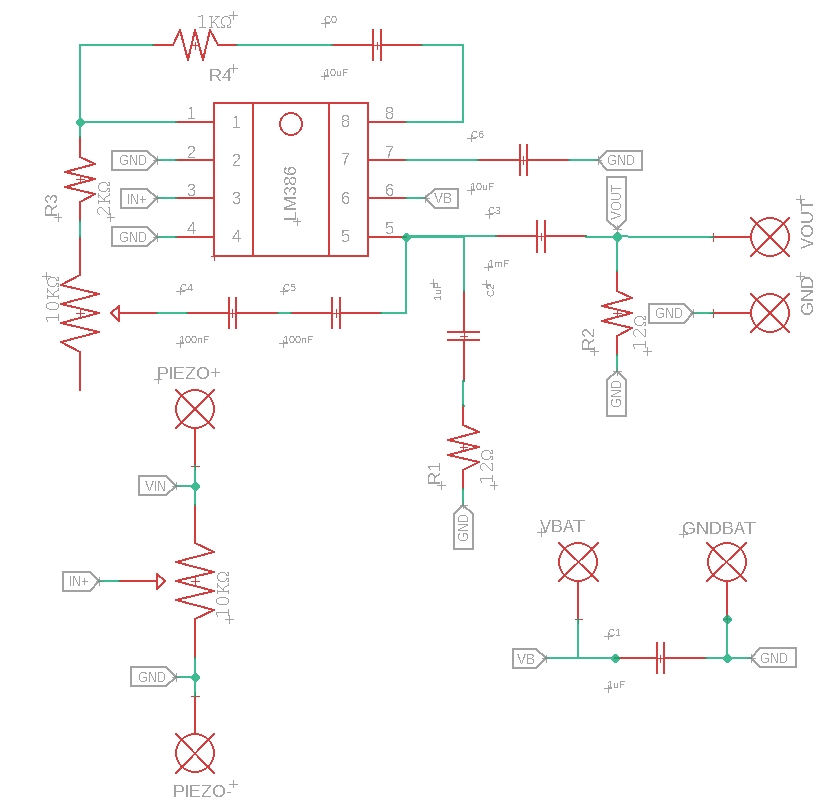 1KΩ
C0
R4
10uF
1
1
8
8
GND
2
2
7
7
C6
GND
R3
2KΩ
IN+
3
3
LM386
6
6
VB
10uF
C3
VOUT
VOUT
GND
4
4
5
5
10KΩ
C4
C5
1uF
C2
1mF
GND
GND
100nF
100nF
R2
12Ω
PIEZO+
GND
VIN
R1
12Ω
GND
VBAT
GNDBAT
IN+
10KΩ
C1
VB
GND
GND
1uF
PIEZO-